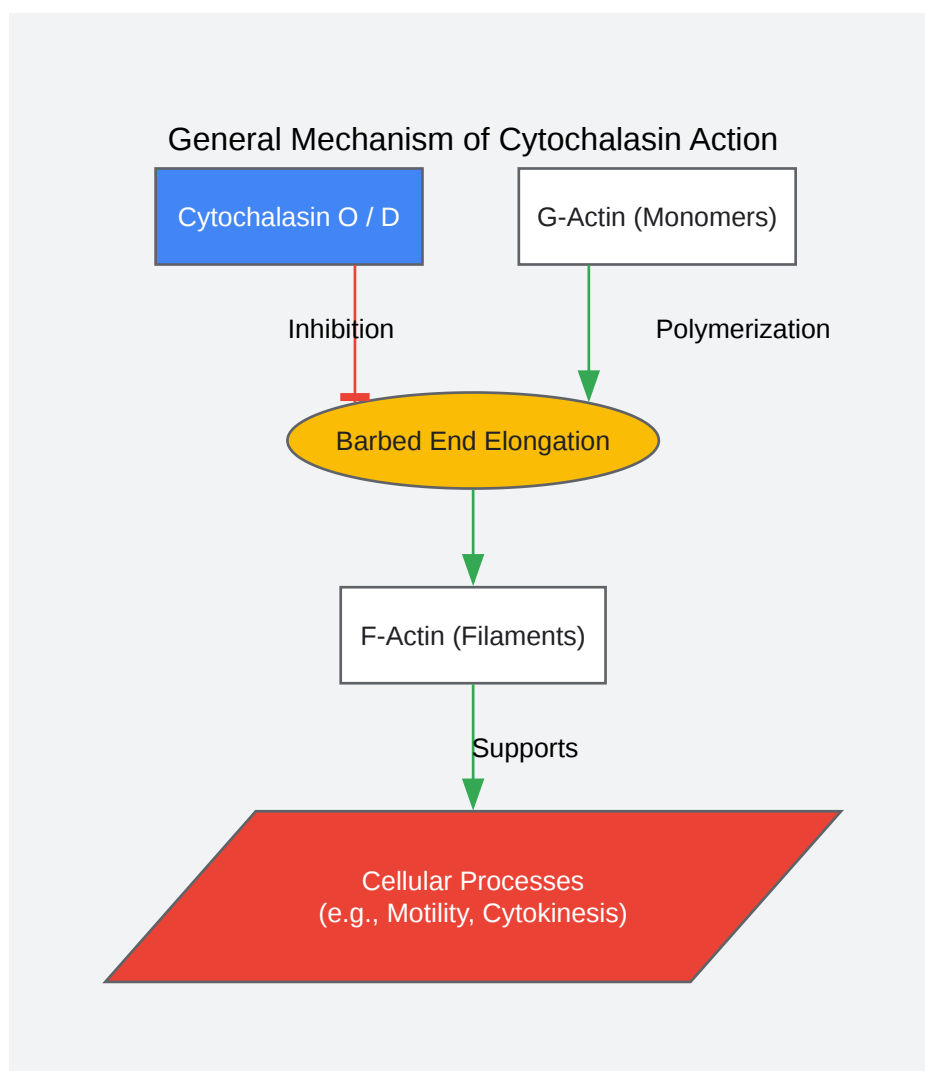 General Mechanism of Cytochalasin Action
Cytochalasin O / D
G-Actin (Monomers)
Inhibition
Polymerization
Barbed End Elongation
F-Actin (Filaments)
Supports
Cellular Processes
(e.g., Motility, Cytokinesis)